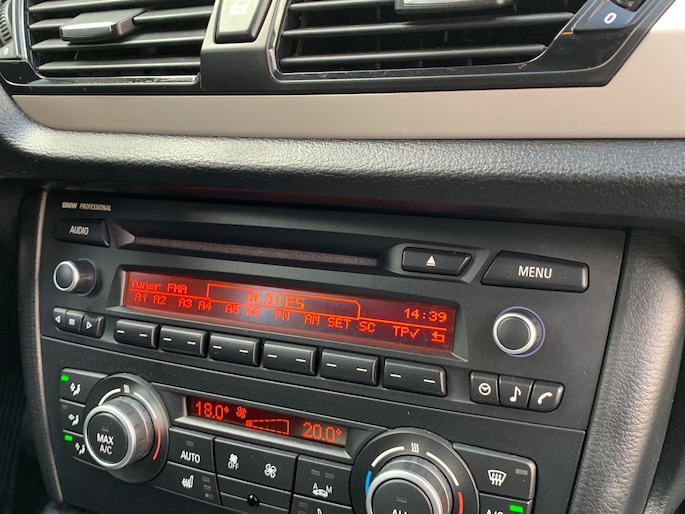 0
BMW PROFESSIONAL
AUDIO
MENU
Tuner FMA OLDIES 14:39
A1 A2 A3 A4 A5 A6 FM AM SET SC TP✓
18.0° 20.0°
MAX A/C
AUTO
OFF
A M
A/C